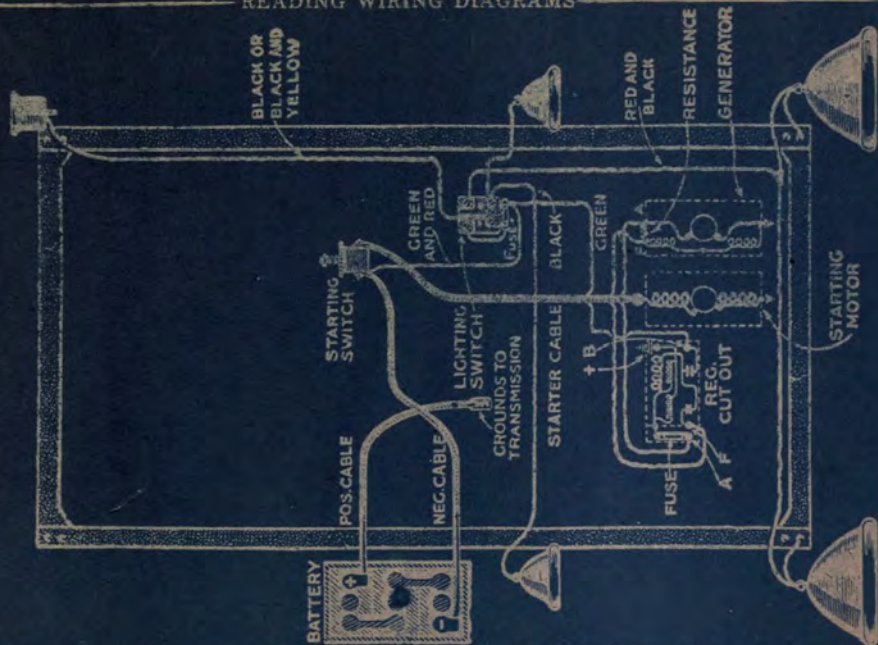 READING WIRING DIAGRAMS
BLACK OR
BLACK AND
YELLOW
STARTING
SWITCH
GREEN
AND RED
FUSE
LIGHTING
SWITCH
GROUNDS TO
TRANSMISSION
POS. CABLE
NEG. CABLE
BATTERY
+
-
STARTER CABLE
BLACK
GREEN
RED AND
BLACK
RESISTANCE
GENERATOR
+ B
REG.
CUT OUT
FUSE
A F
STARTING
MOTOR